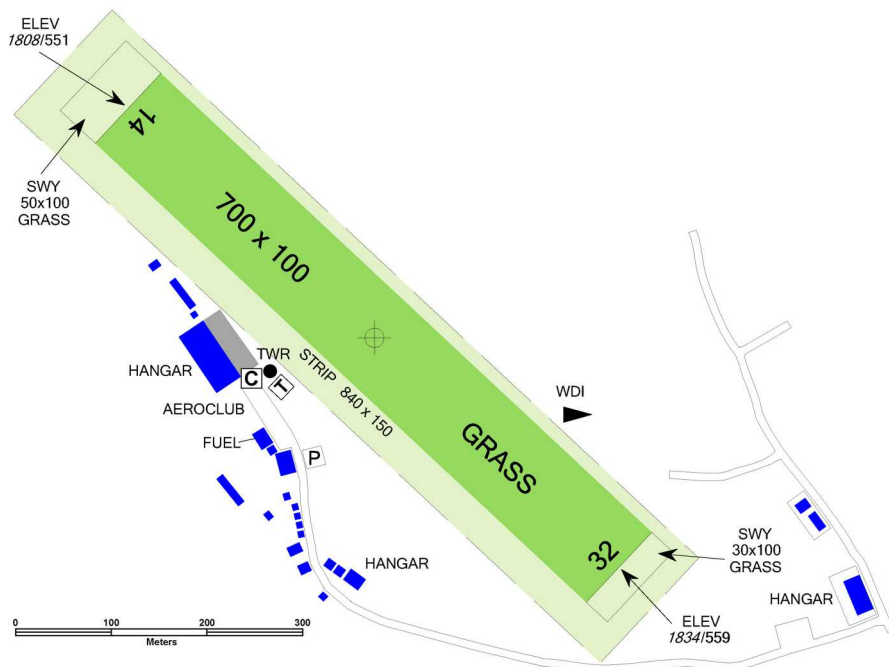 ELEV
1808/551
14
SWY
50x100
GRASS
700 x 100
HANGAR
TWR
C
T
STRIP 840 x 150
AEROCLUB
WDI
FUEL
P
GRASS
32
SWY
30x100
GRASS
HANGAR
HANGAR
ELEV
1834/559
0 100 200 300
Meters